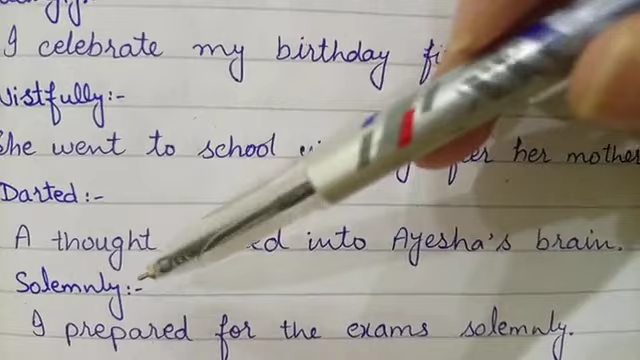 I celebrate my birthday
Wistfully:-
She went to school after her mother
Darted:-
A thought into Ayesha's brain.
Solemnly:-
I prepared for the exams solemnly.